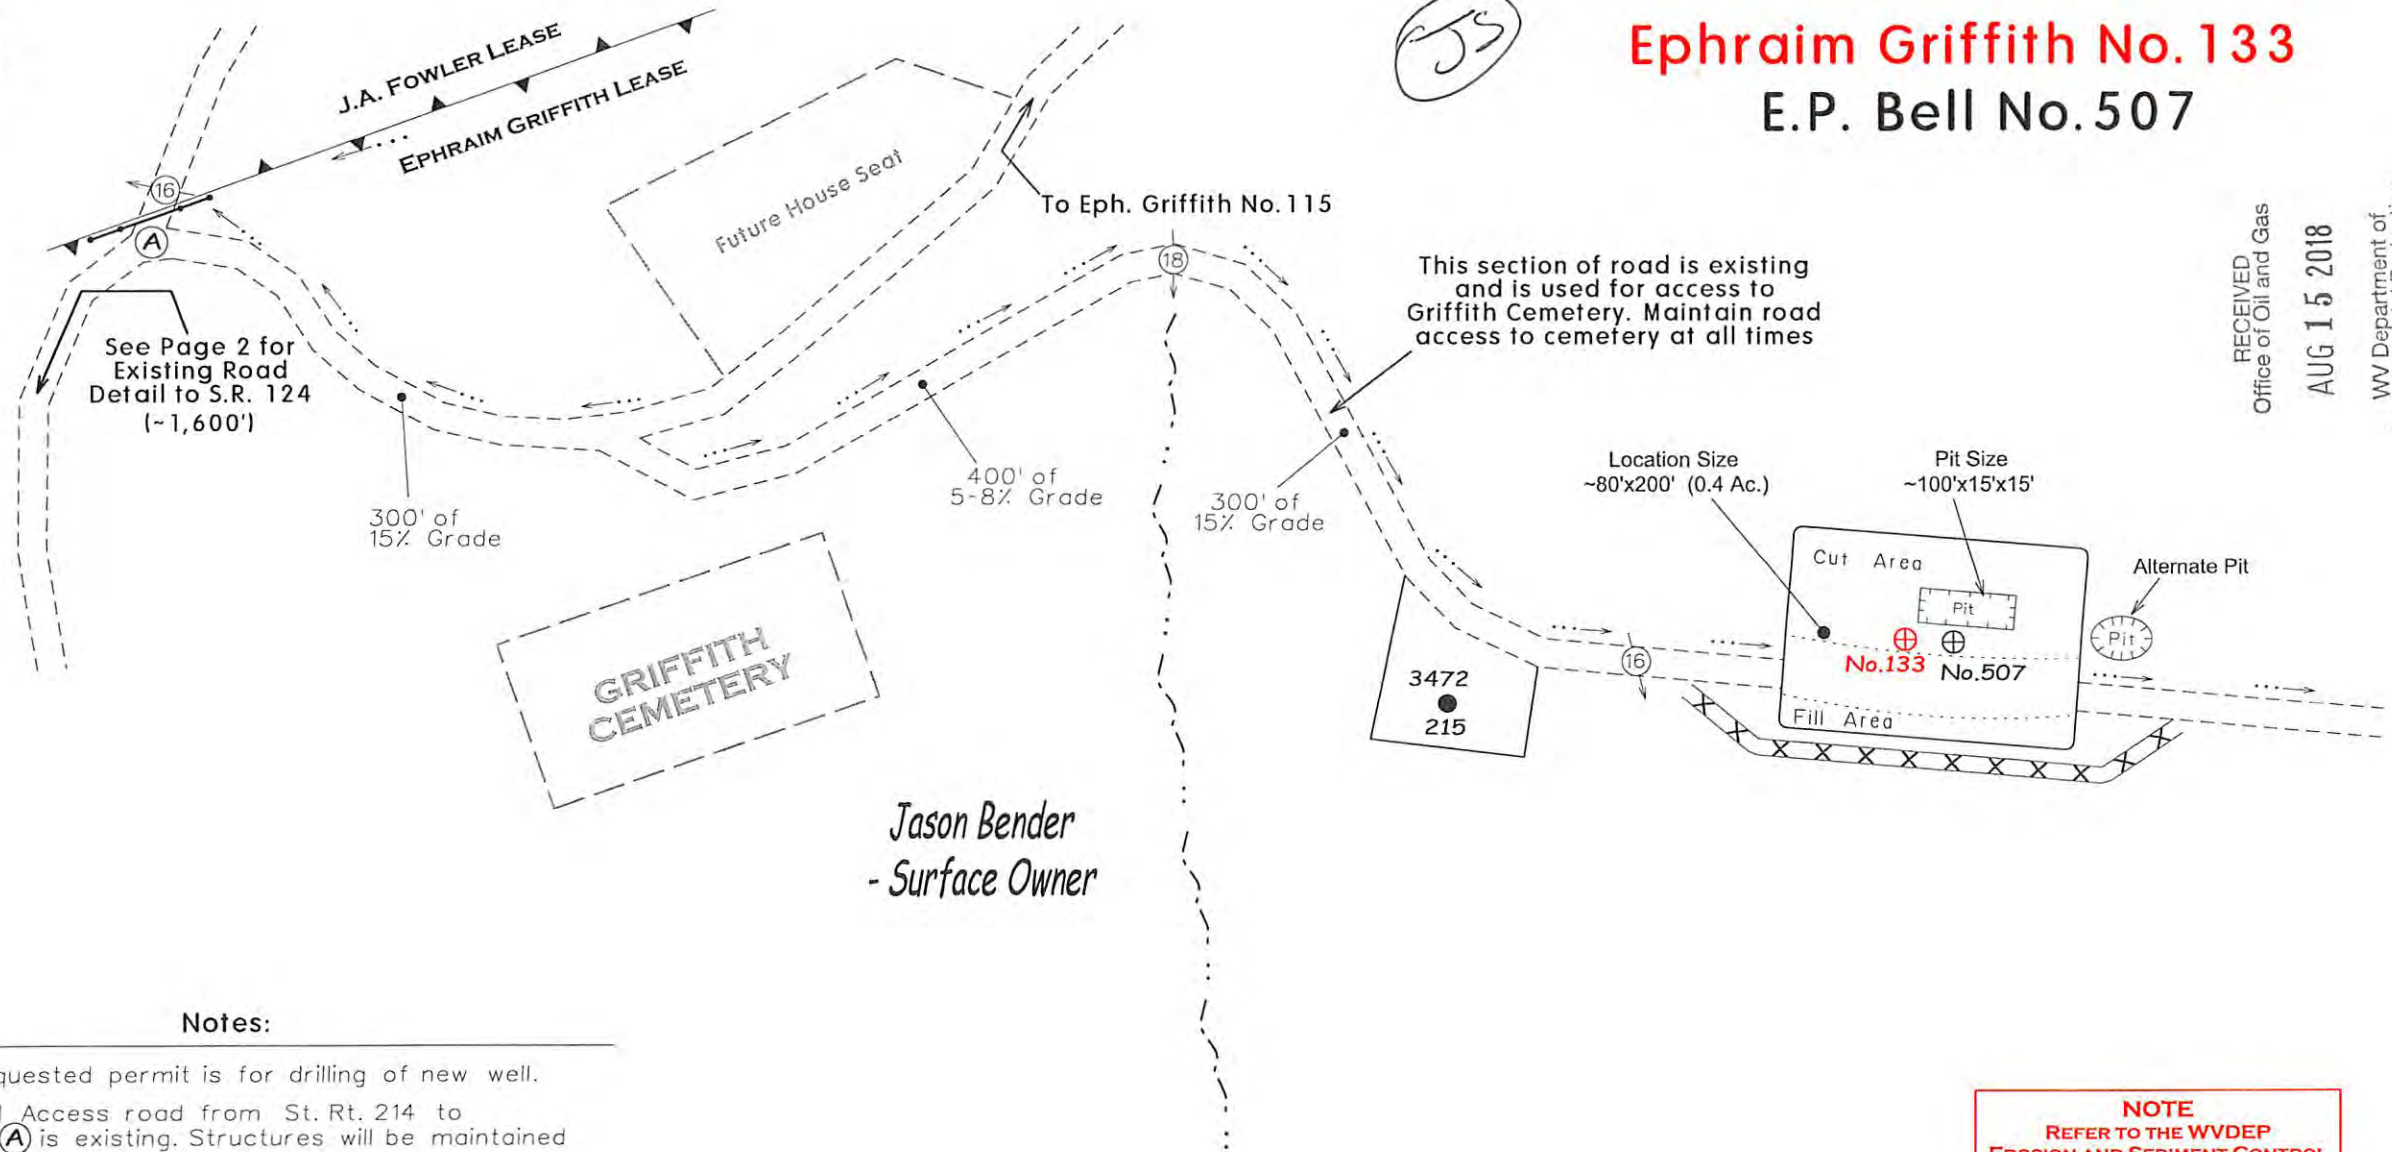 JS
Ephraim Griffith No. 133
E.P. Bell No. 507
J.A. FOWLER LEASE
EPHRAIM GRIFFITH LEASE
Future House Seat
To Eph. Griffith No. 115
16
A
18
This section of road is existing
and is used for access to
Griffith Cemetery. Maintain road
access to cemetery at all times
RECEIVED
Office of Oil and Gas
AUG 15 2018
WV Department of
See Page 2 for
Existing Road
Detail to S.R. 124
(~1,600')
300' of
15% Grade
400' of
5-8% Grade
300' of
15% Grade
Location Size
~80'x200' (0.4 Ac.)
Pit Size
~100'x15'x15'
Cut Area
Pit
Alternate Pit
Pit
No.133
No.507
Fill Area
16
3472
215
GRIFFITH
CEMETERY
Jason Bender
- Surface Owner
Notes:
quested permit is for drilling of new well.
Access road from St. Rt. 214 to
A is existing. Structures will be maintained
NOTE
REFER TO THE WVDEP
EROSION AND SEDIMENT CONTROL